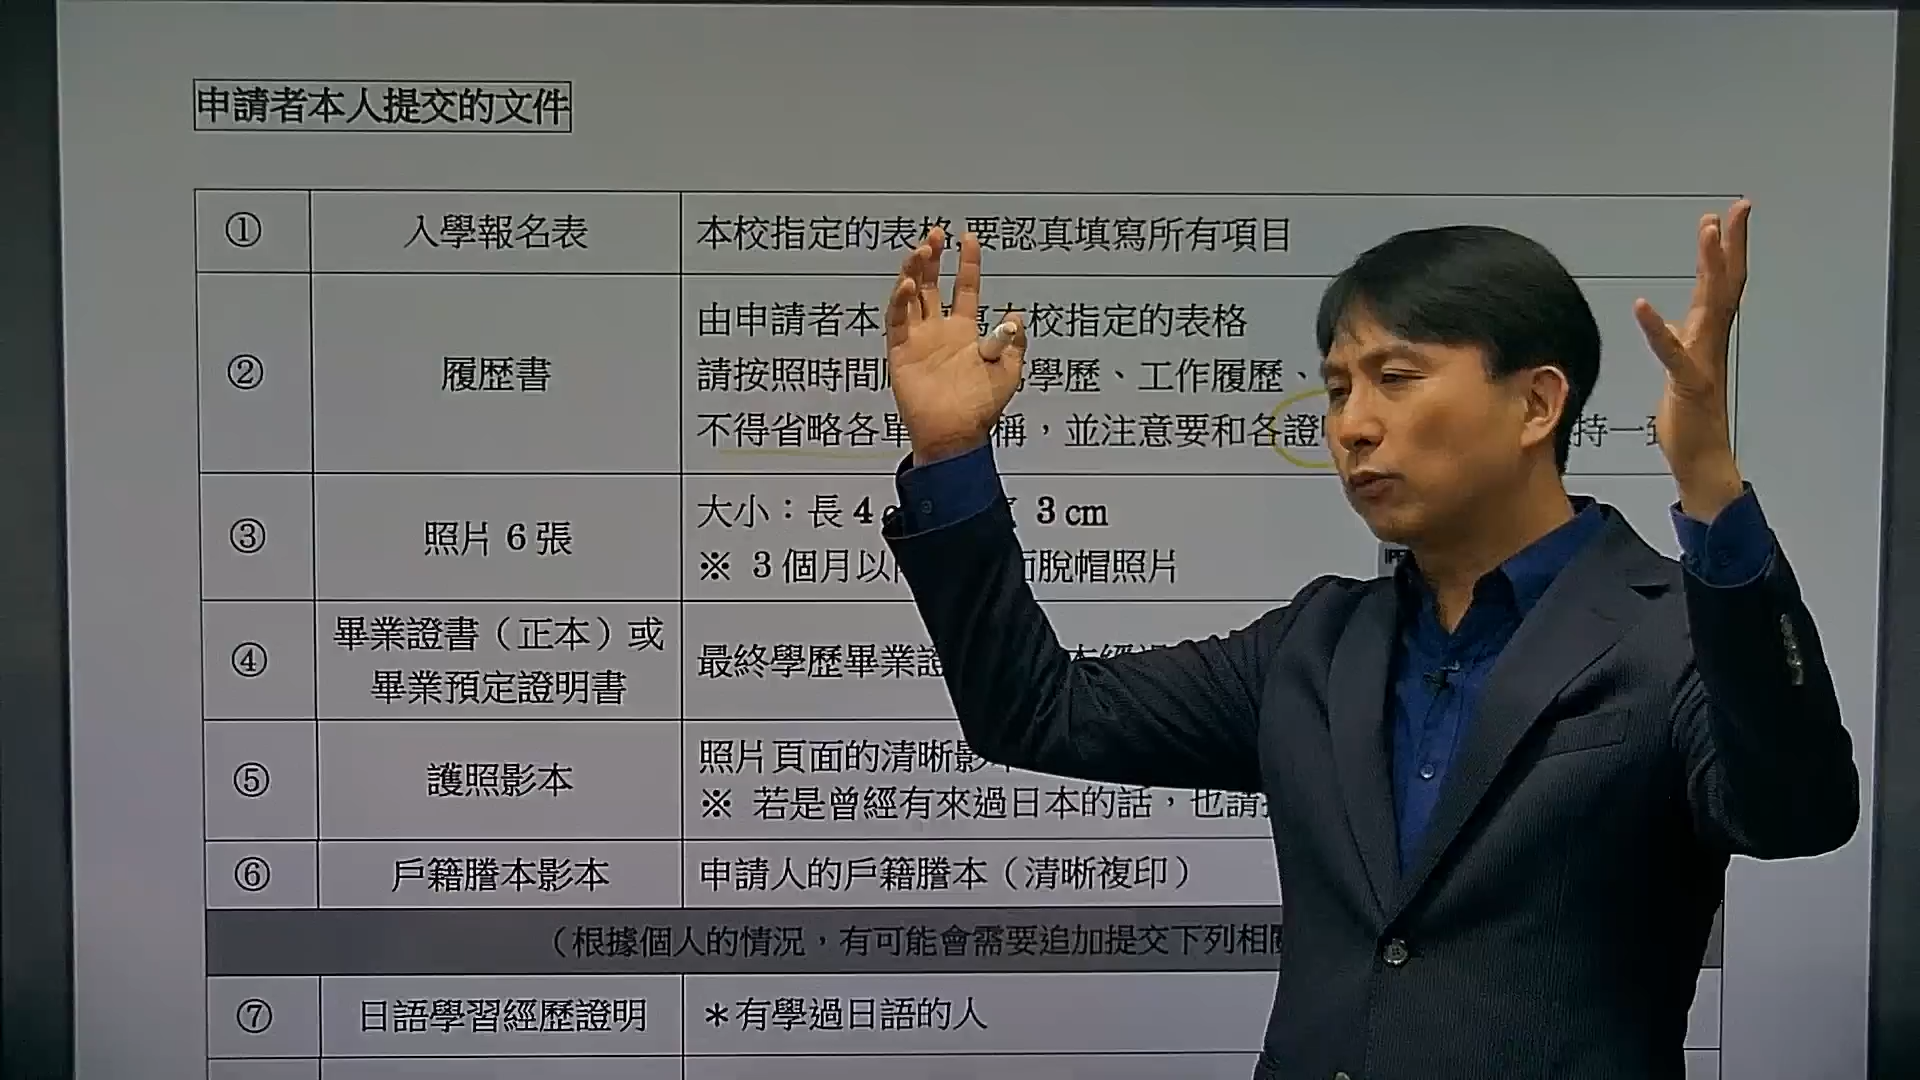 申請者本人提交的文件
① 入學報名表 本校指定的表格,要認真填寫所有項目
② 履歴書 由申請者本
校指定的表格
請按照時間
學歷、工作履歷、
不得省略各單
稱，並注意要和各證
持一
③ 照片 6 張 大小：長 4
3 cm
※ 3 個月以
脫帽照片
④ 畢業證書（正本）或
畢業預定證明書
最終學歷畢業證
⑤ 護照影本 照片頁面的清晰影
※ 若是曾經有來過日本的話，也請
⑥ 戶籍謄本影本 申請人的戶籍謄本（清晰複印）
（根據個人的情況，有可能會需要追加提交下列相
⑦ 日語學習經歷證明 ＊有學過日語的人